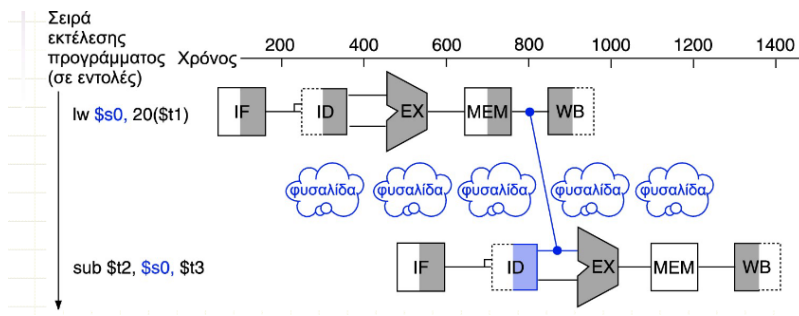 Σειρά
εκτέλεσης
προγράμματος
(σε εντολές)
Χρόνος 200 400 600 800 1000 1200 1400
lw $s0, 20($t1) IF ID EX MEM WB
φυσαλίδα φυσαλίδα φυσαλίδα φυσαλίδα φυσαλίδα
sub $t2, $s0, $t3 IF ID EX MEM WB